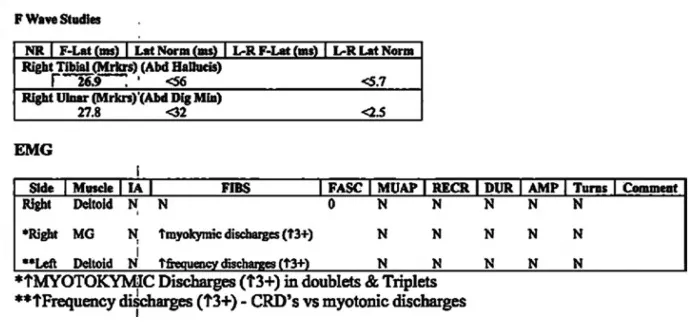 F Wave Studies
NR F-Lat (ms) Lat Norm (ms) L-R F-Lat (ms) L-R Lat Norm
Right Tibial (Mrkrs) (Abd Hallucis)
26.9 <56 <5.7
Right Ulnar (Mrkrs) (Abd Dig Min)
27.8 <32 <2.5
EMG
Side Muscle IA FIBS FASC MUAP RECR DUR AMP Turns Comment
Right Deltoid N N 0 N N N N N
*Right MG N ↑myokymic discharges (↑3+) N N N N N
**Left Deltoid N ↑frequency discharges (↑3+) N N N N N
*↑MYOTOKYMIC Discharges (↑3+) in doublets & Triplets
**↑Frequency discharges (↑3+) - CRD's vs myotonic discharges